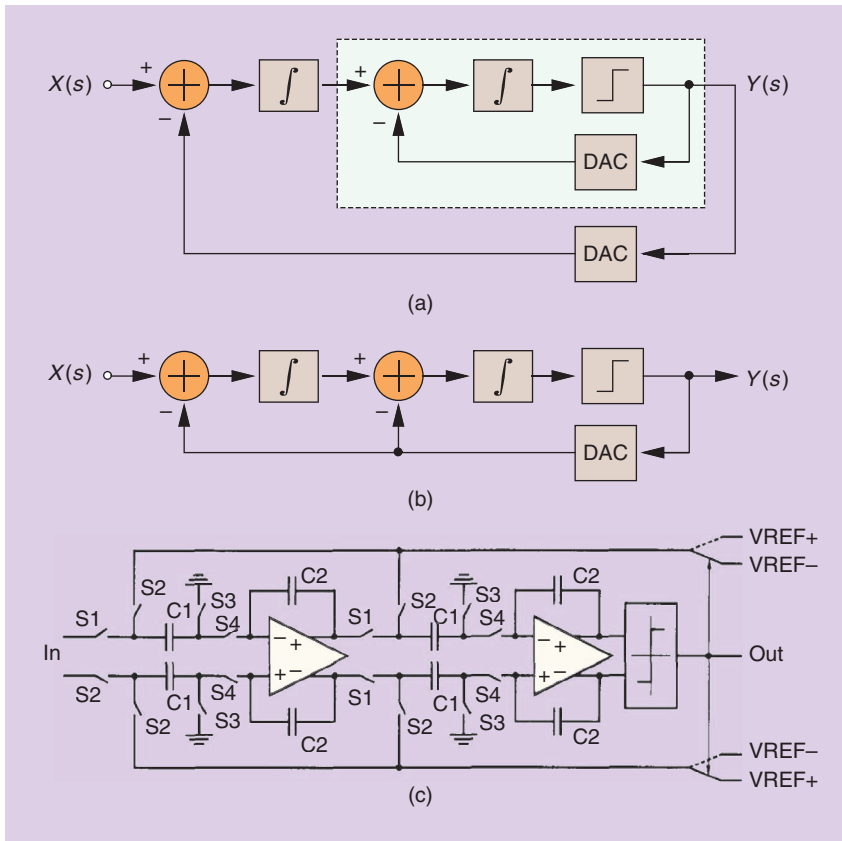 X(s) + − ∫ + − ∫ Y(s)
DAC
DAC
(a)
X(s) + − ∫ + − ∫ Y(s)
DAC
(b)
VREF+
VREF−
S1 S2 C1 S3 S4 C2 S1 S2 C1 S3 S4 C2
− + − +
In Out
+ − + −
S2 S2 C1 S3 S4 C2 S1 S2 C1 S3 S4 C2
VREF−
VREF+
(c)